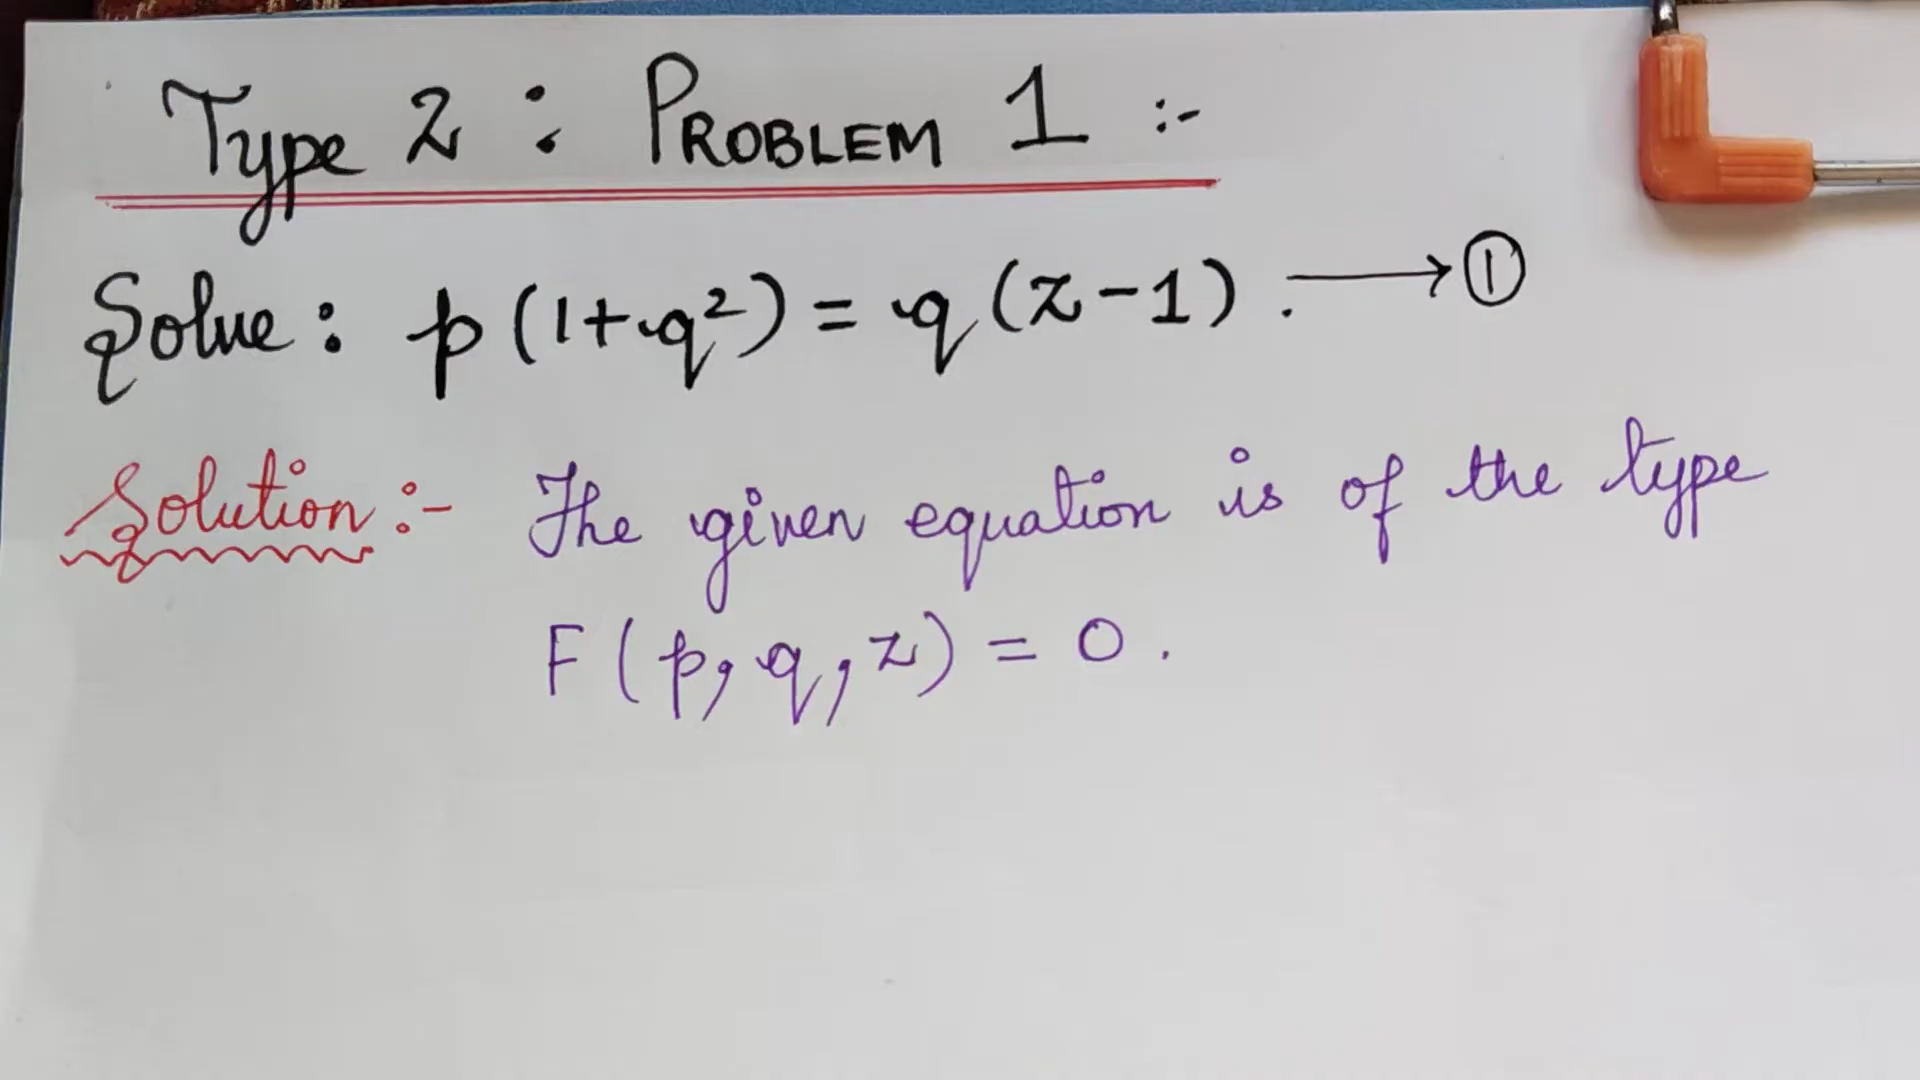 Type 2 : PROBLEM 1 :-
Solve : p(1+q²) = q(z-1). → ①
Solution :- The given equation is of the type
F(p, q, z) = 0.